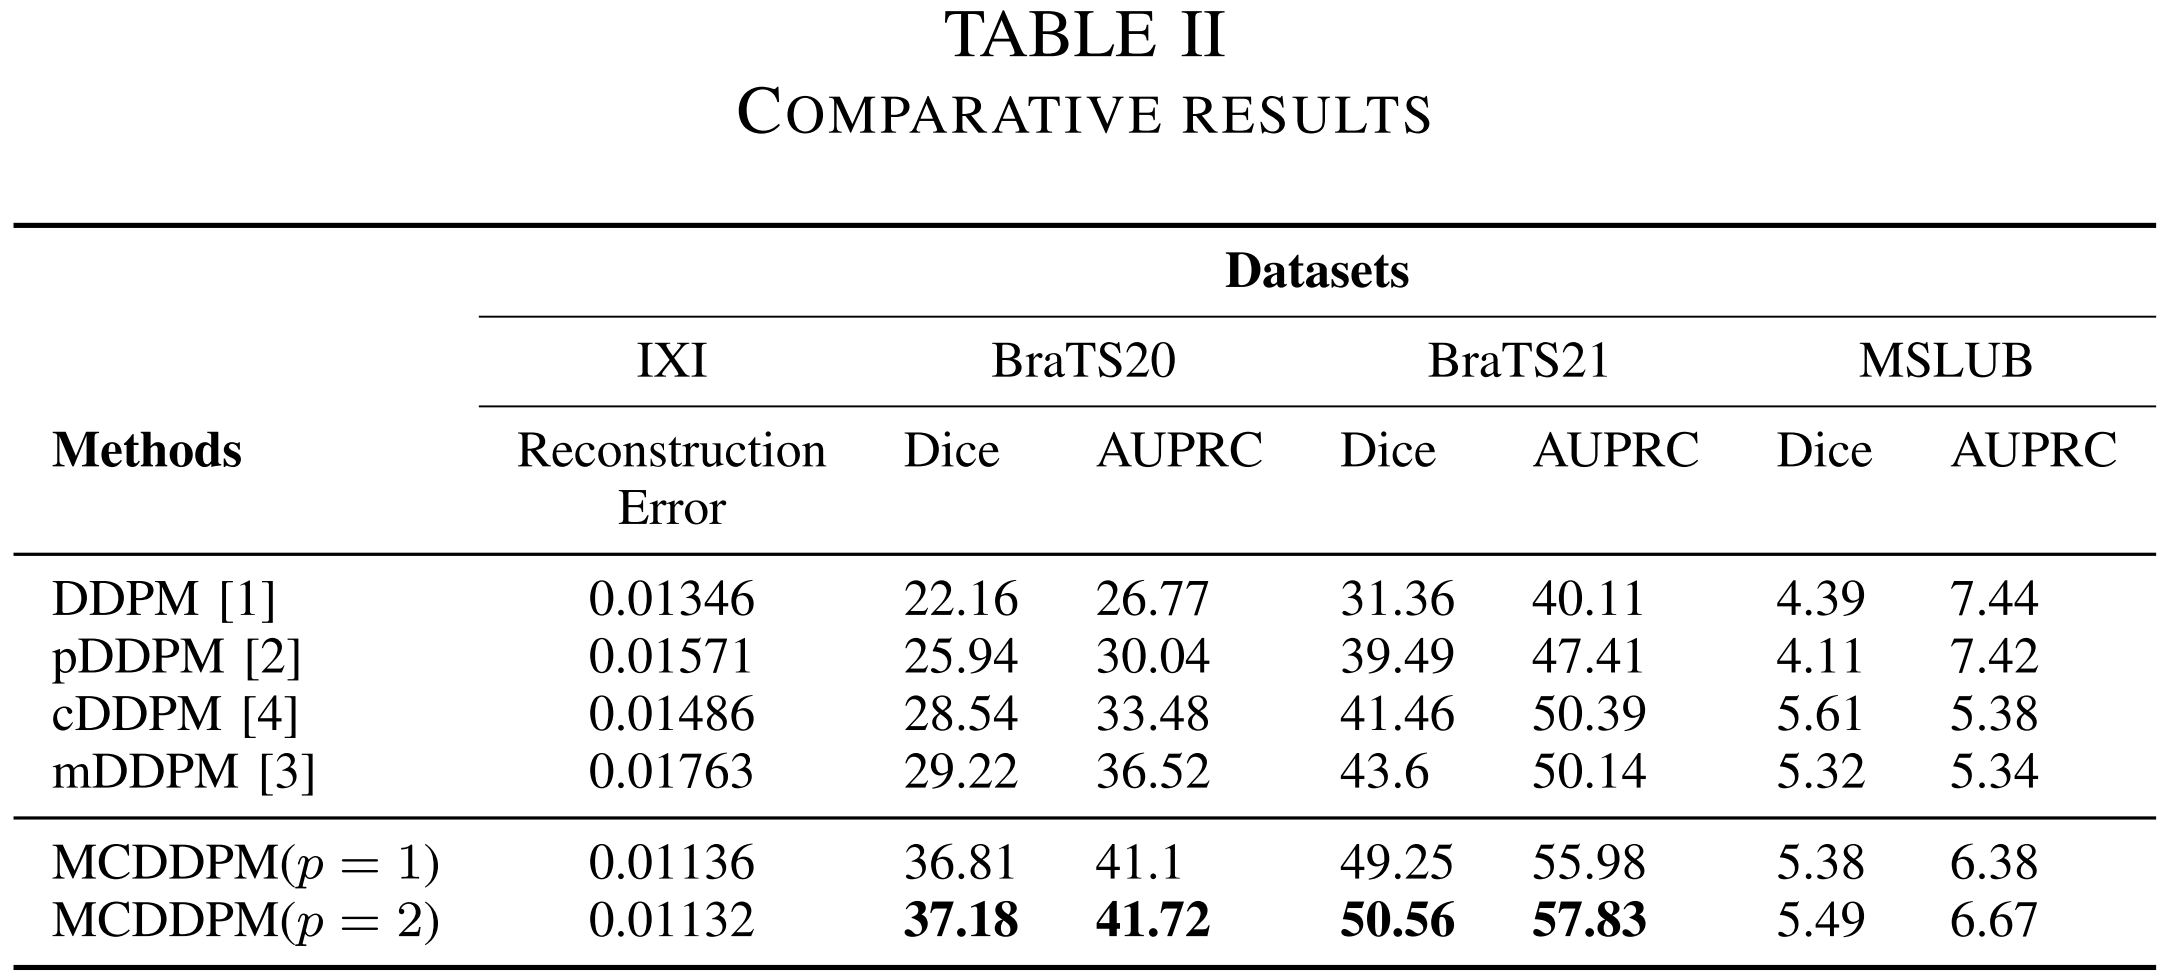 TABLE II
COMPARATIVE RESULTS
Datasets
IXI BraTS20 BraTS21 MSLUB
Methods Reconstruction Dice AUPRC Dice AUPRC Dice AUPRC
Error
DDPM [1] 0.01346 22.16 26.77 31.36 40.11 4.39 7.44
pDDPM [2] 0.01571 25.94 30.04 39.49 47.41 4.11 7.42
cDDPM [4] 0.01486 28.54 33.48 41.46 50.39 5.61 5.38
mDDPM [3] 0.01763 29.22 36.52 43.6 50.14 5.32 5.34
MCDDPM(p = 1) 0.01136 36.81 41.1 49.25 55.98 5.38 6.38
MCDDPM(p = 2) 0.01132 37.18 41.72 50.56 57.83 5.49 6.67